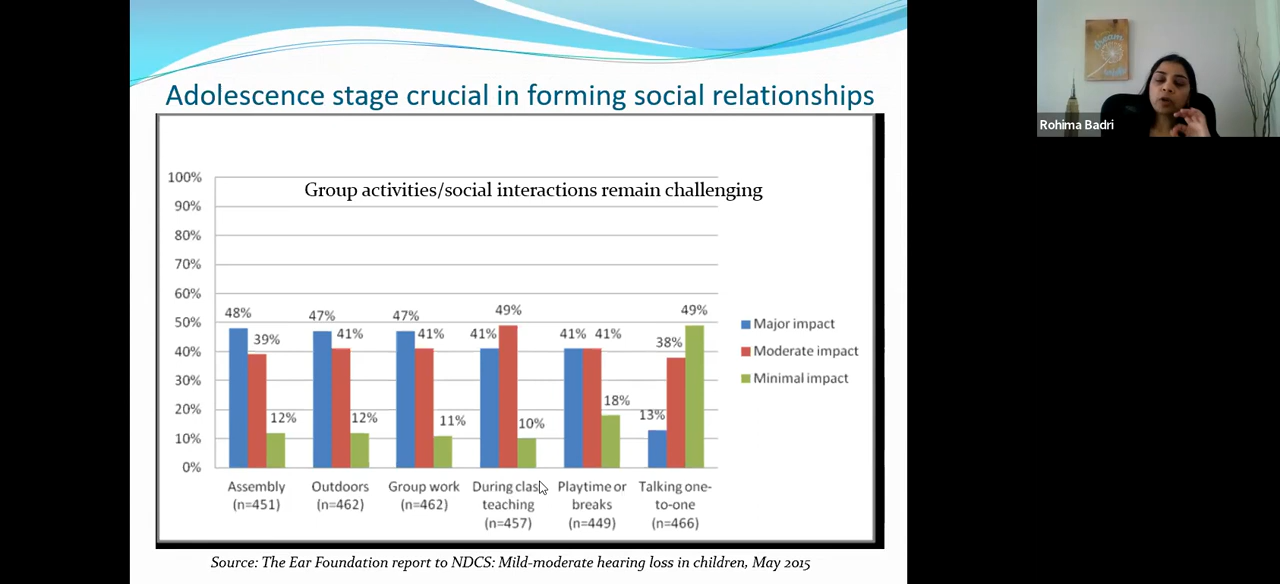 Adolescence stage crucial in forming social relationships
Group activities/social interactions remain challenging
100%
90%
80%
70%
60%
50%
40%
30%
20%
10%
0%
48% 39% 12%
47% 41% 12%
47% 41% 11%
41% 49% 10%
41% 41% 18%
13% 38% 49%
Assembly
(n=451)
Outdoors
(n=462)
Group work
(n=462)
During class
teaching
(n=457)
Playtime or
breaks
(n=449)
Talking one-
to-one
(n=466)
Major impact
Moderate impact
Minimal impact
Source: The Ear Foundation report to NDCS: Mild-moderate hearing loss in children, May 2015
Rohima Badri